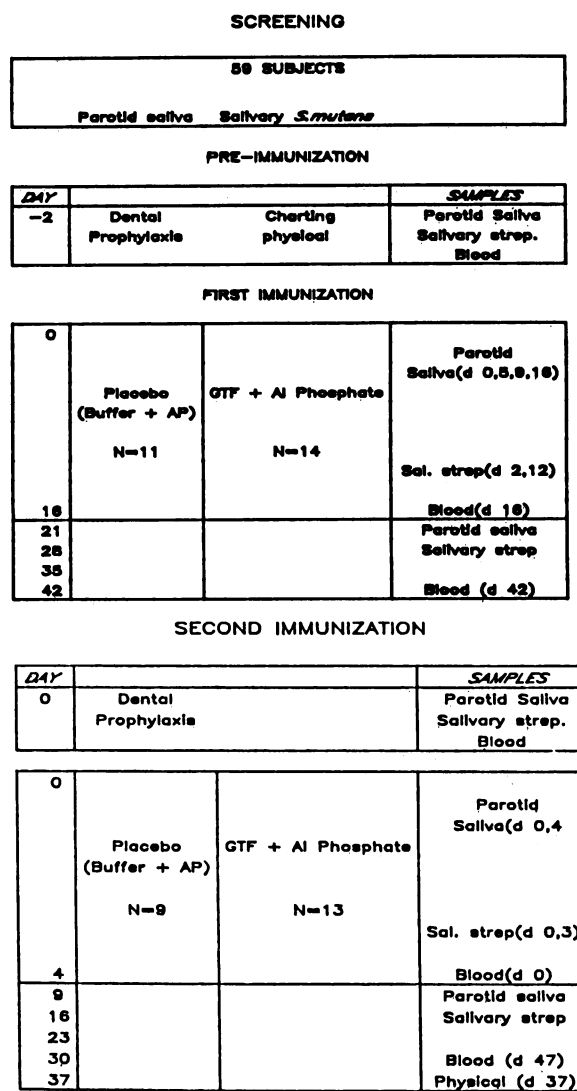 SCREENING
59 SUBJECTS
Parotid saliva Salivary S.mutans
PRE-IMMUNIZATION
DAY SAMPLES
-2 Dental Charting Parotid Saliva
Prophylaxis physical Salivary strep.
Blood
FIRST IMMUNIZATION
0
Parotid
Saliva(d 0,5,9,16)
Placebo GTF + Al Phosphate
(Buffer + AP)
N=11 N=14
Sal. strep(d 2,12)
16 Blood(d 16)
21 Parotid saliva
28 Salivary strep
35
42 Blood (d 42)
SECOND IMMUNIZATION
DAY SAMPLES
0 Dental Parotid Saliva
Prophylaxis Salivary strep.
Blood
0
Parotid
Saliva(d 0,4
Placebo GTF + Al Phosphate
(Buffer + AP)
N=9 N=13
Sal. strep(d 0,3)
4 Blood(d 0)
9 Parotid saliva
16 Salivary strep
23
30 Blood (d 47)
37 Physical (d 37)